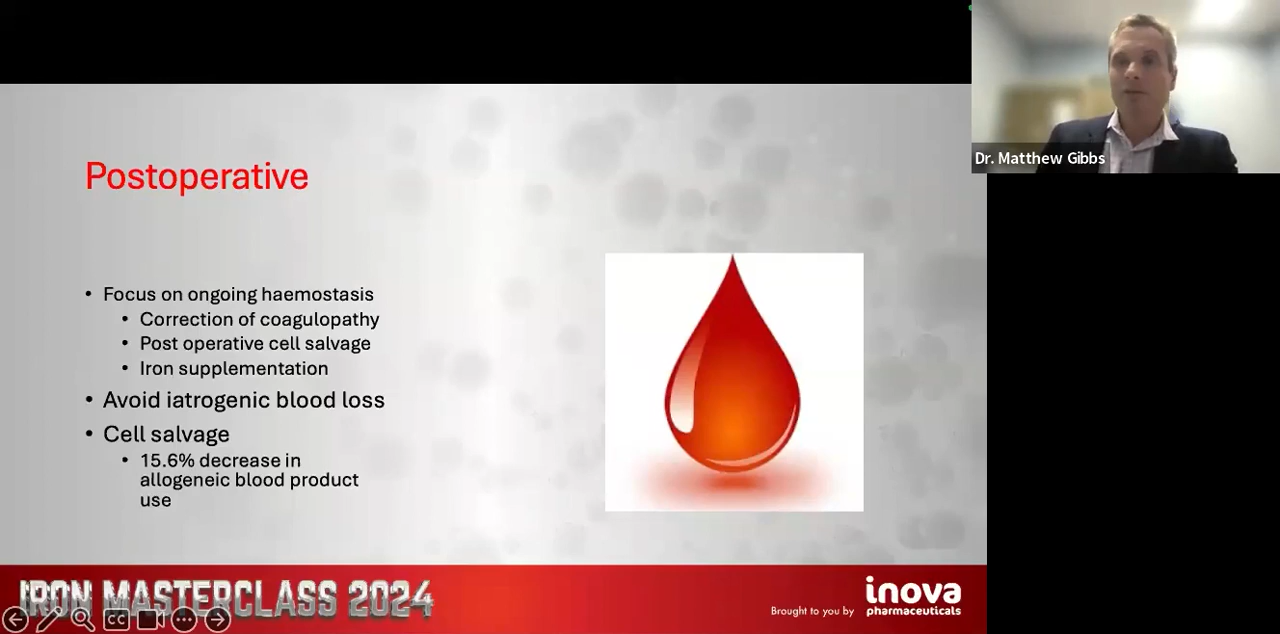 Dr. Matthew Gibbs
Postoperative
• Focus on ongoing haemostasis
• Correction of coagulopathy
• Post operative cell salvage
• Iron supplementation
• Avoid iatrogenic blood loss
• Cell salvage
• 15.6% decrease in
allogeneic blood product
use
IRON MASTERCLASS 2024
Brought to you by
inova
pharmaceuticals
CC